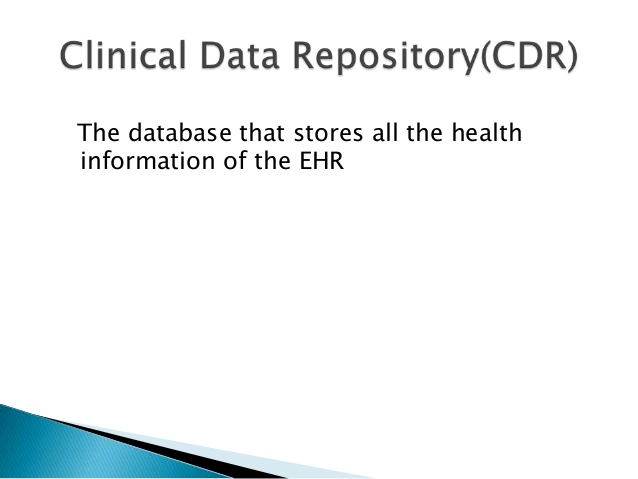 Clinical Data Repository(CDR)
The database that stores all the health
information of the EHR